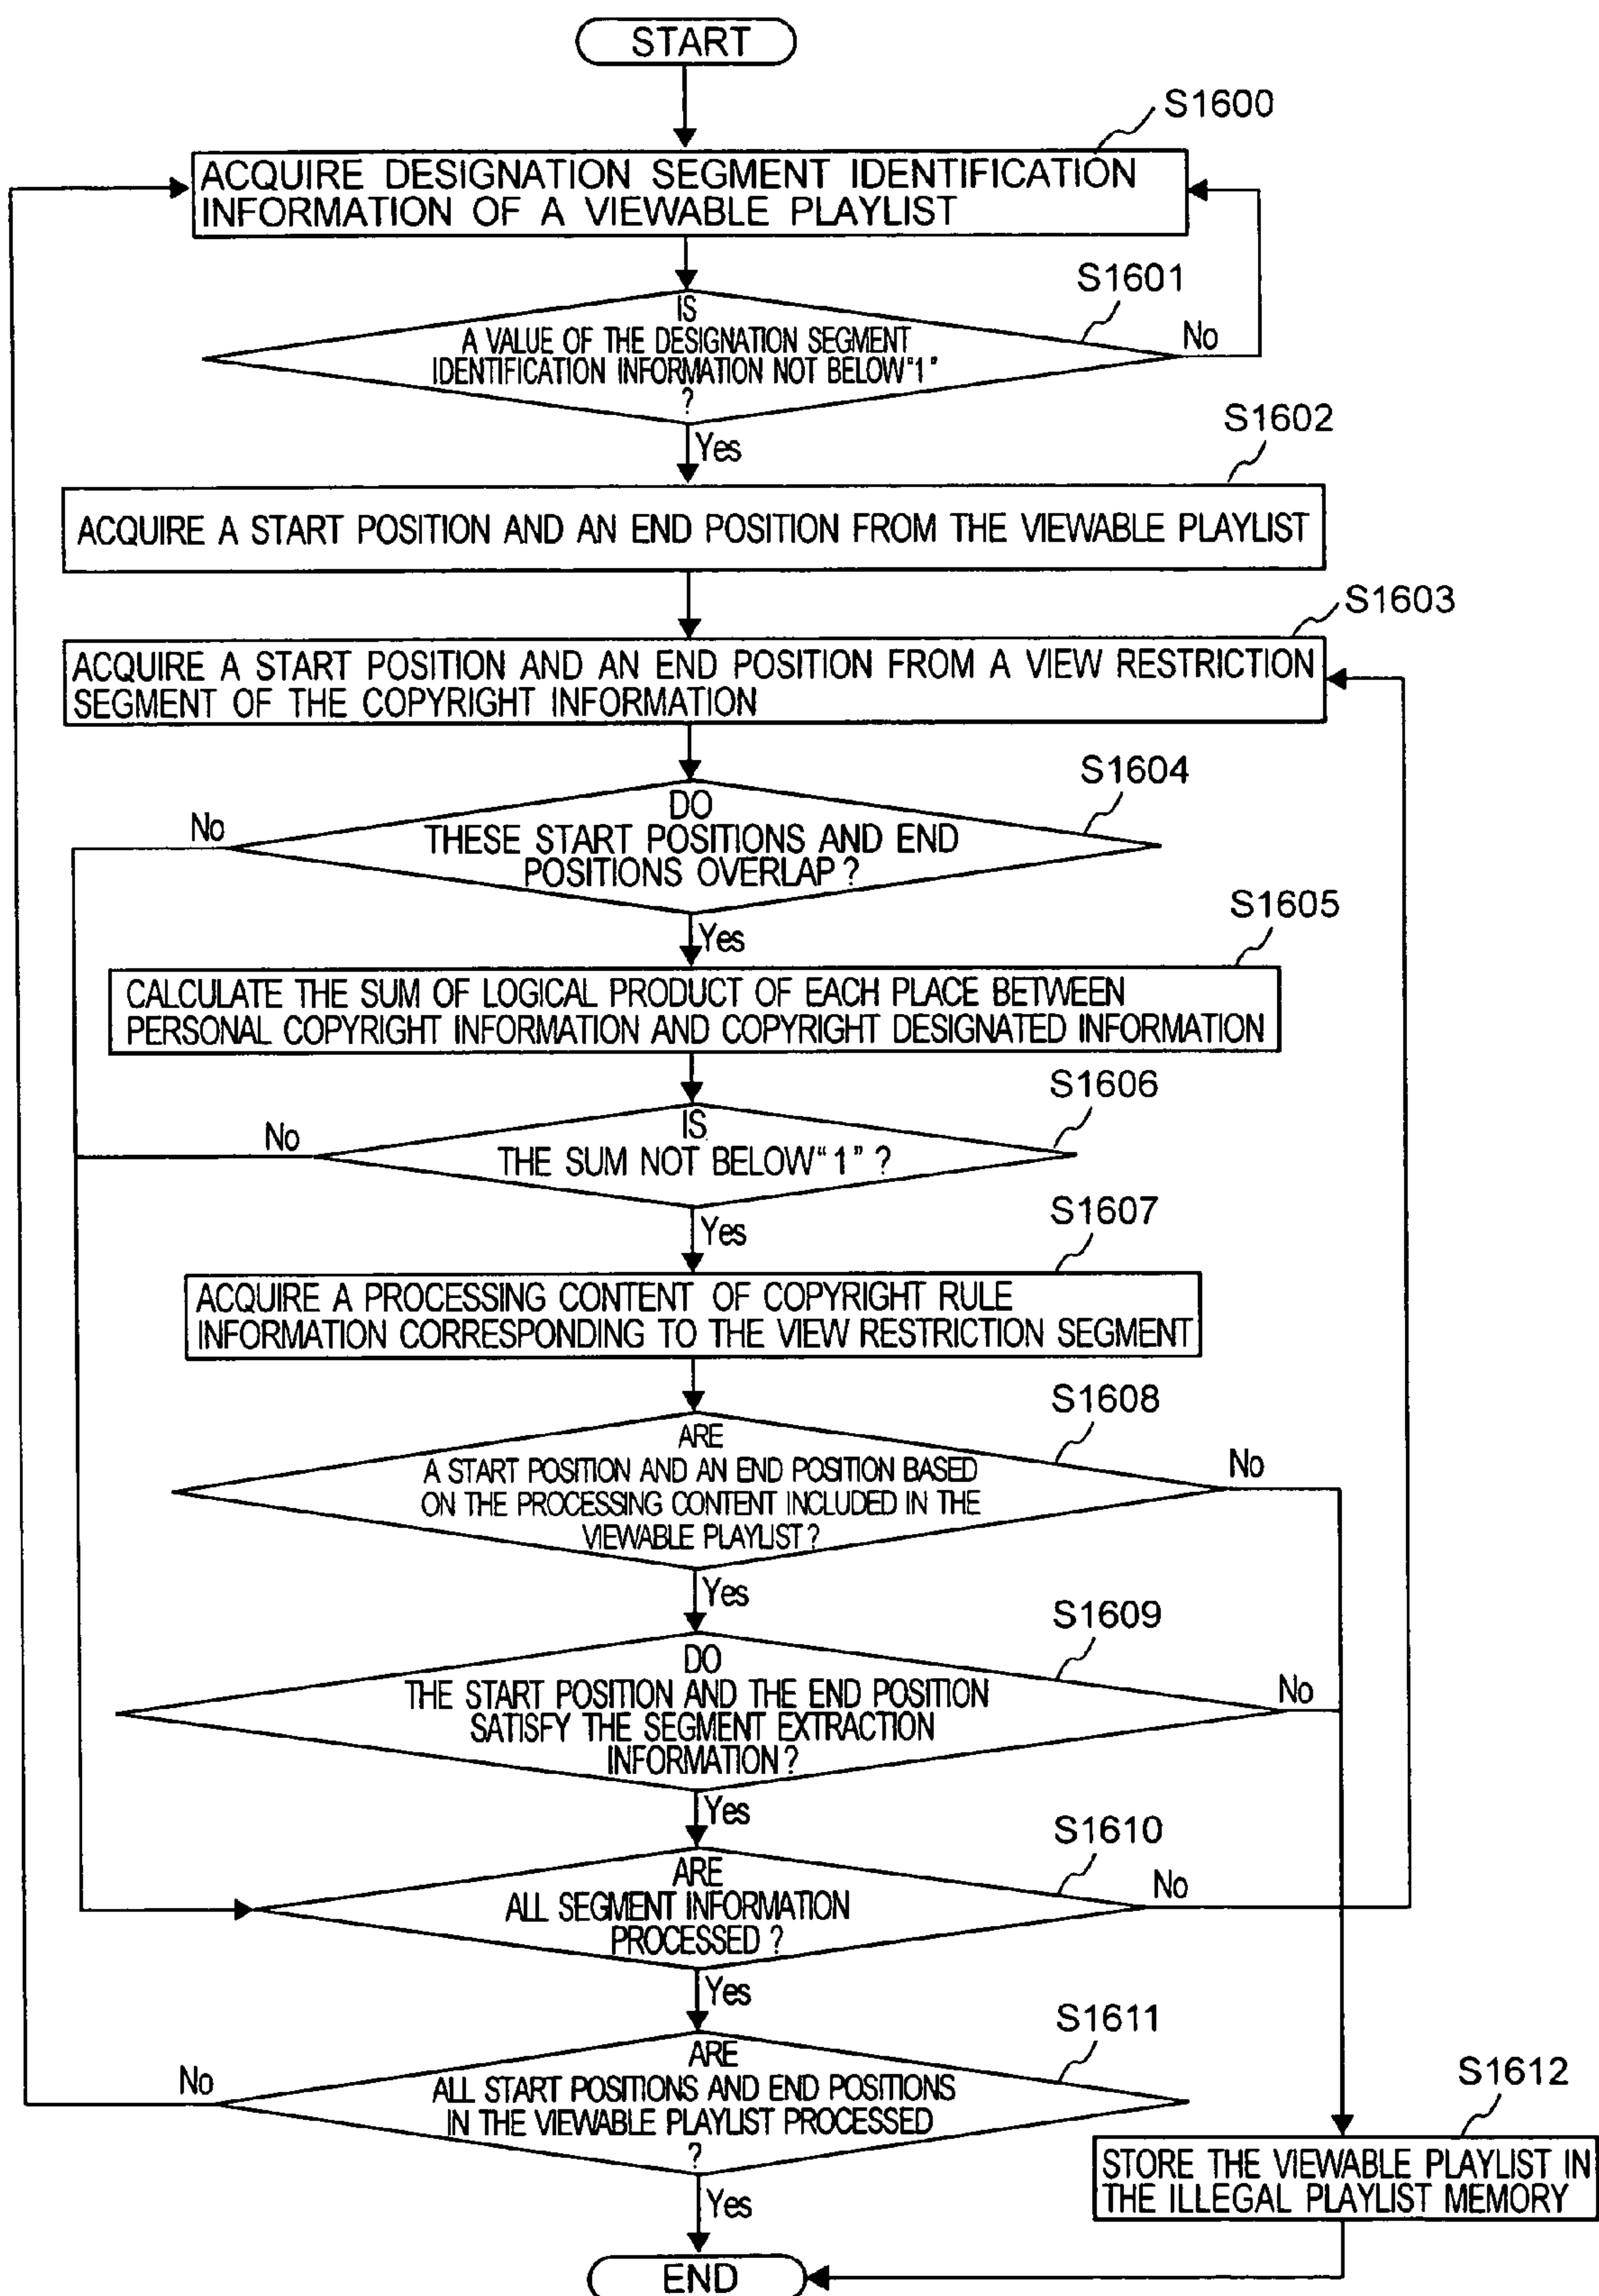 START
S1600
ACQUIRE DESIGNATION SEGMENT IDENTIFICATION
INFORMATION OF A VIEWABLE PLAYLIST
S1601
IS
A VALUE OF THE DESIGNATION SEGMENT
IDENTIFICATION INFORMATION NOT BELOW "1"
?
No
Yes
S1602
ACQUIRE A START POSITION AND AN END POSITION FROM THE VIEWABLE PLAYLIST
S1603
ACQUIRE A START POSITION AND AN END POSITION FROM A VIEW RESTRICTION
SEGMENT OF THE COPYRIGHT INFORMATION
S1604
DO
THESE START POSITIONS AND END
POSITIONS OVERLAP ?
No
Yes
S1605
CALCULATE THE SUM OF LOGICAL PRODUCT OF EACH PLACE BETWEEN
PERSONAL COPYRIGHT INFORMATION AND COPYRIGHT DESIGNATED INFORMATION
S1606
IS
THE SUM NOT BELOW "1" ?
No
Yes
S1607
ACQUIRE A PROCESSING CONTENT OF COPYRIGHT RULE
INFORMATION CORRESPONDING TO THE VIEW RESTRICTION SEGMENT
S1608
ARE
A START POSITION AND AN END POSITION BASED
ON THE PROCESSING CONTENT INCLUDED IN THE
VIEWABLE PLAYLIST ?
No
Yes
S1609
DO
THE START POSITION AND THE END POSITION
SATISFY THE SEGMENT EXTRACTION
INFORMATION ?
No
Yes
S1610
ARE
ALL SEGMENT INFORMATION
PROCESSED ?
No
Yes
S1611
ARE
ALL START POSITIONS AND END POSITIONS
IN THE VIEWABLE PLAYLIST PROCESSED
?
No
Yes
S1612
STORE THE VIEWABLE PLAYLIST IN
THE ILLEGAL PLAYLIST MEMORY
END